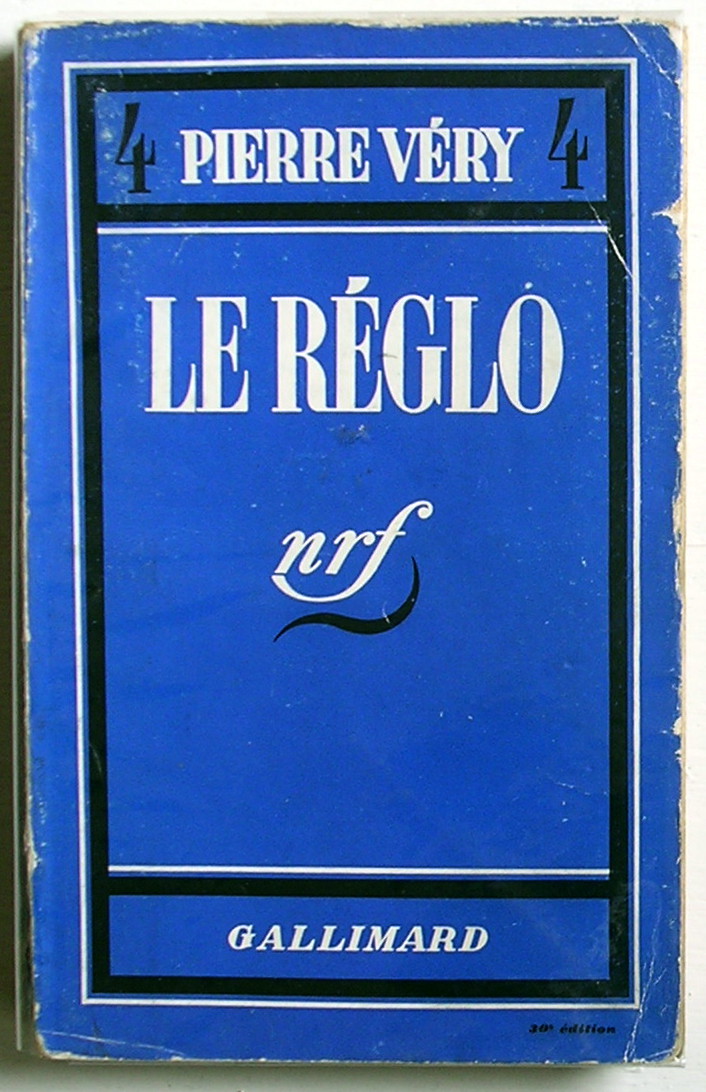 4 PIERRE VÉRY 4
LE RÉGLO
nrf
GALLIMARD
30e édition